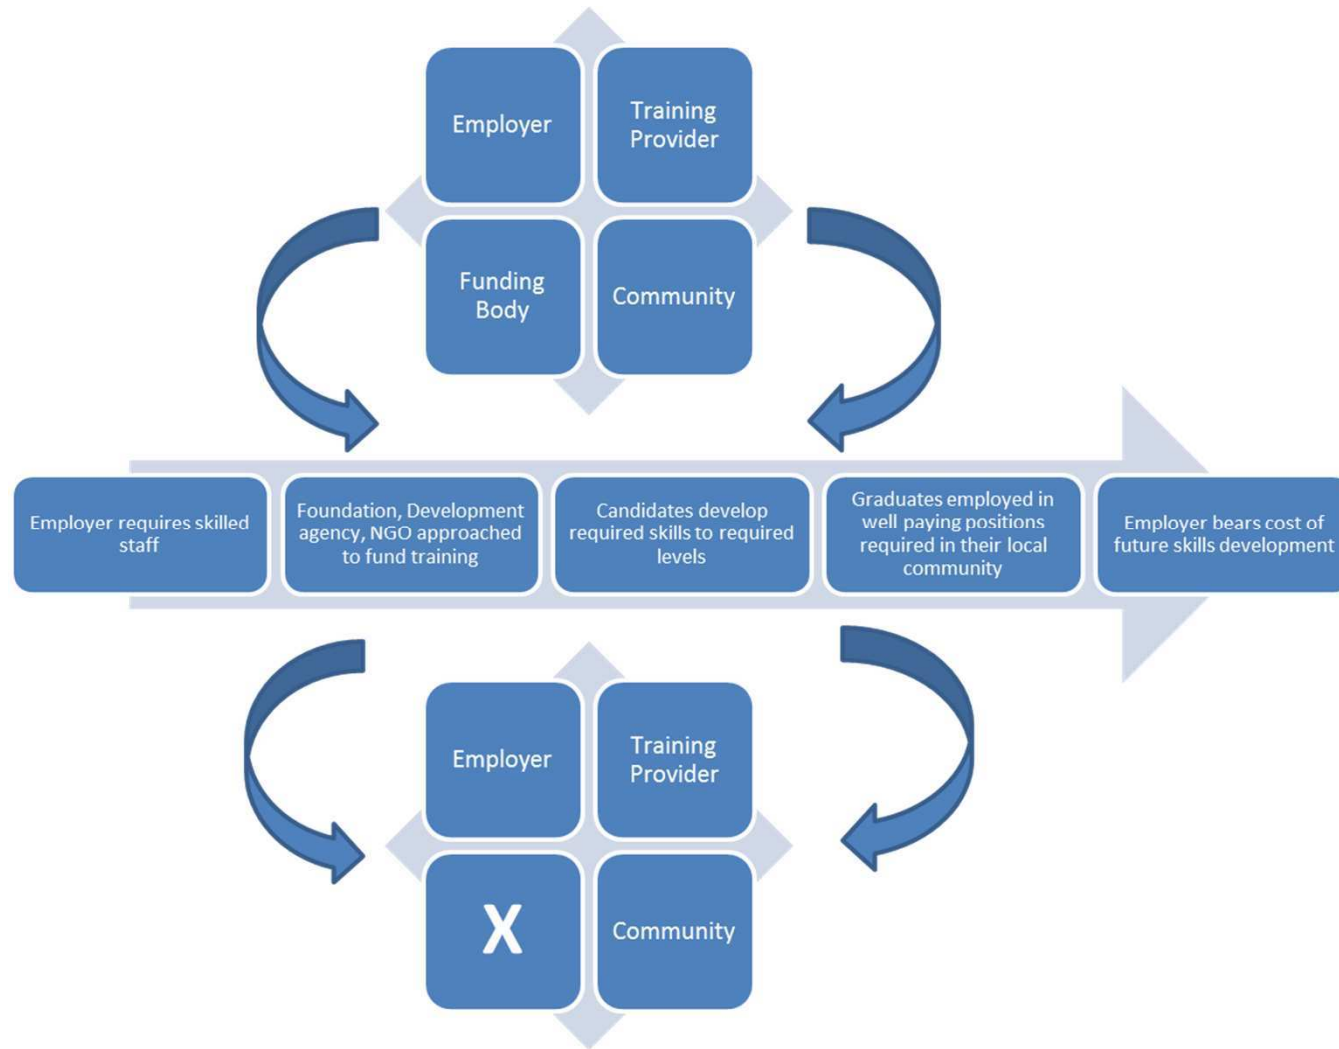 Employer
Training
Provider
Funding
Body
Community
Employer requires skilled
staff
Foundation, Development
agency, NGO approached
to fund training
Candidates develop
required skills to required
levels
Graduates employed in
well paying positions
required in their local
community
Employer bears cost of
future skills development
Employer
Training
Provider
X
Community